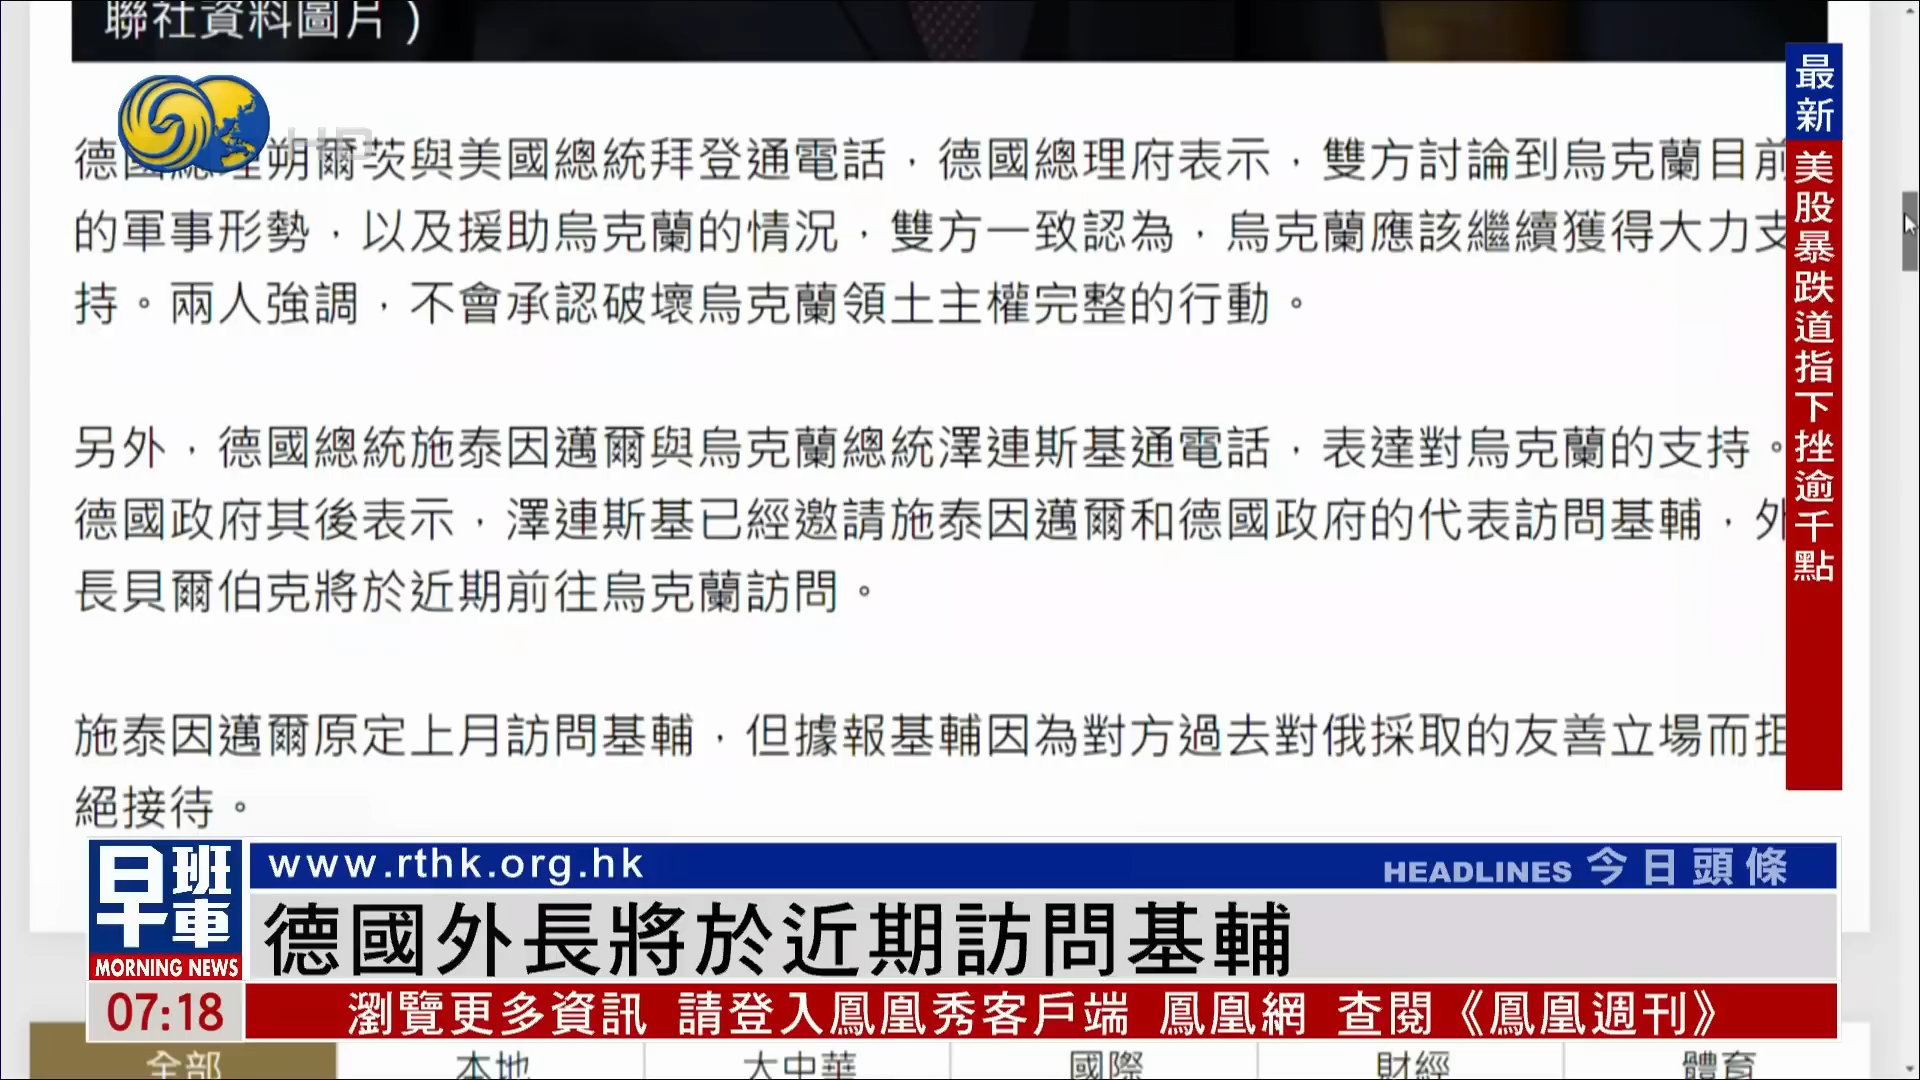 聯社資料圖片）
德國總理朔爾茨與美國總統拜登通電話，德國總理府表示，雙方討論到烏克蘭目前
的軍事形勢，以及援助烏克蘭的情況，雙方一致認為，烏克蘭應該繼續獲得大力支
持。兩人強調，不會承認破壞烏克蘭領土主權完整的行動。
另外，德國總統施泰因邁爾與烏克蘭總統澤連斯基通電話，表達對烏克蘭的支持。
德國政府其後表示，澤連斯基已經邀請施泰因邁爾和德國政府的代表訪問基輔，外
長貝爾伯克將於近期前往烏克蘭訪問。
施泰因邁爾原定上月訪問基輔，但據報基輔因為對方過去對俄採取的友善立場而拒
絕接待。
HD
最新
美股暴跌道指下挫逾千點
早班車
MORNING NEWS
www.rthk.org.hk
HEADLINES 今日頭條
德國外長將於近期訪問基輔
07:18
瀏覽更多資訊 請登入鳳凰秀客戶端 鳳凰網 查閱《鳳凰週刊》
全部 本地 大中華 國際 財經 體育